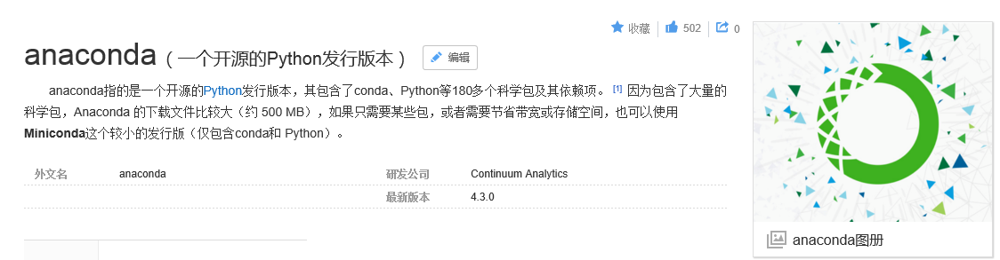 收藏 502 0
anaconda（一个开源的Python发行版本） 编辑
anaconda指的是一个开源的Python发行版本，其包含了conda、Python等180多个科学包及其依赖项。[1] 因为包含了大量的
科学包，Anaconda 的下载文件比较大（约 500 MB），如果只需要某些包，或者需要节省带宽或存储空间，也可以使用
Miniconda这个较小的发行版（仅包含conda和 Python）。
外文名 anaconda 研发公司 Continuum Analytics
最新版本 4.3.0
anaconda图册